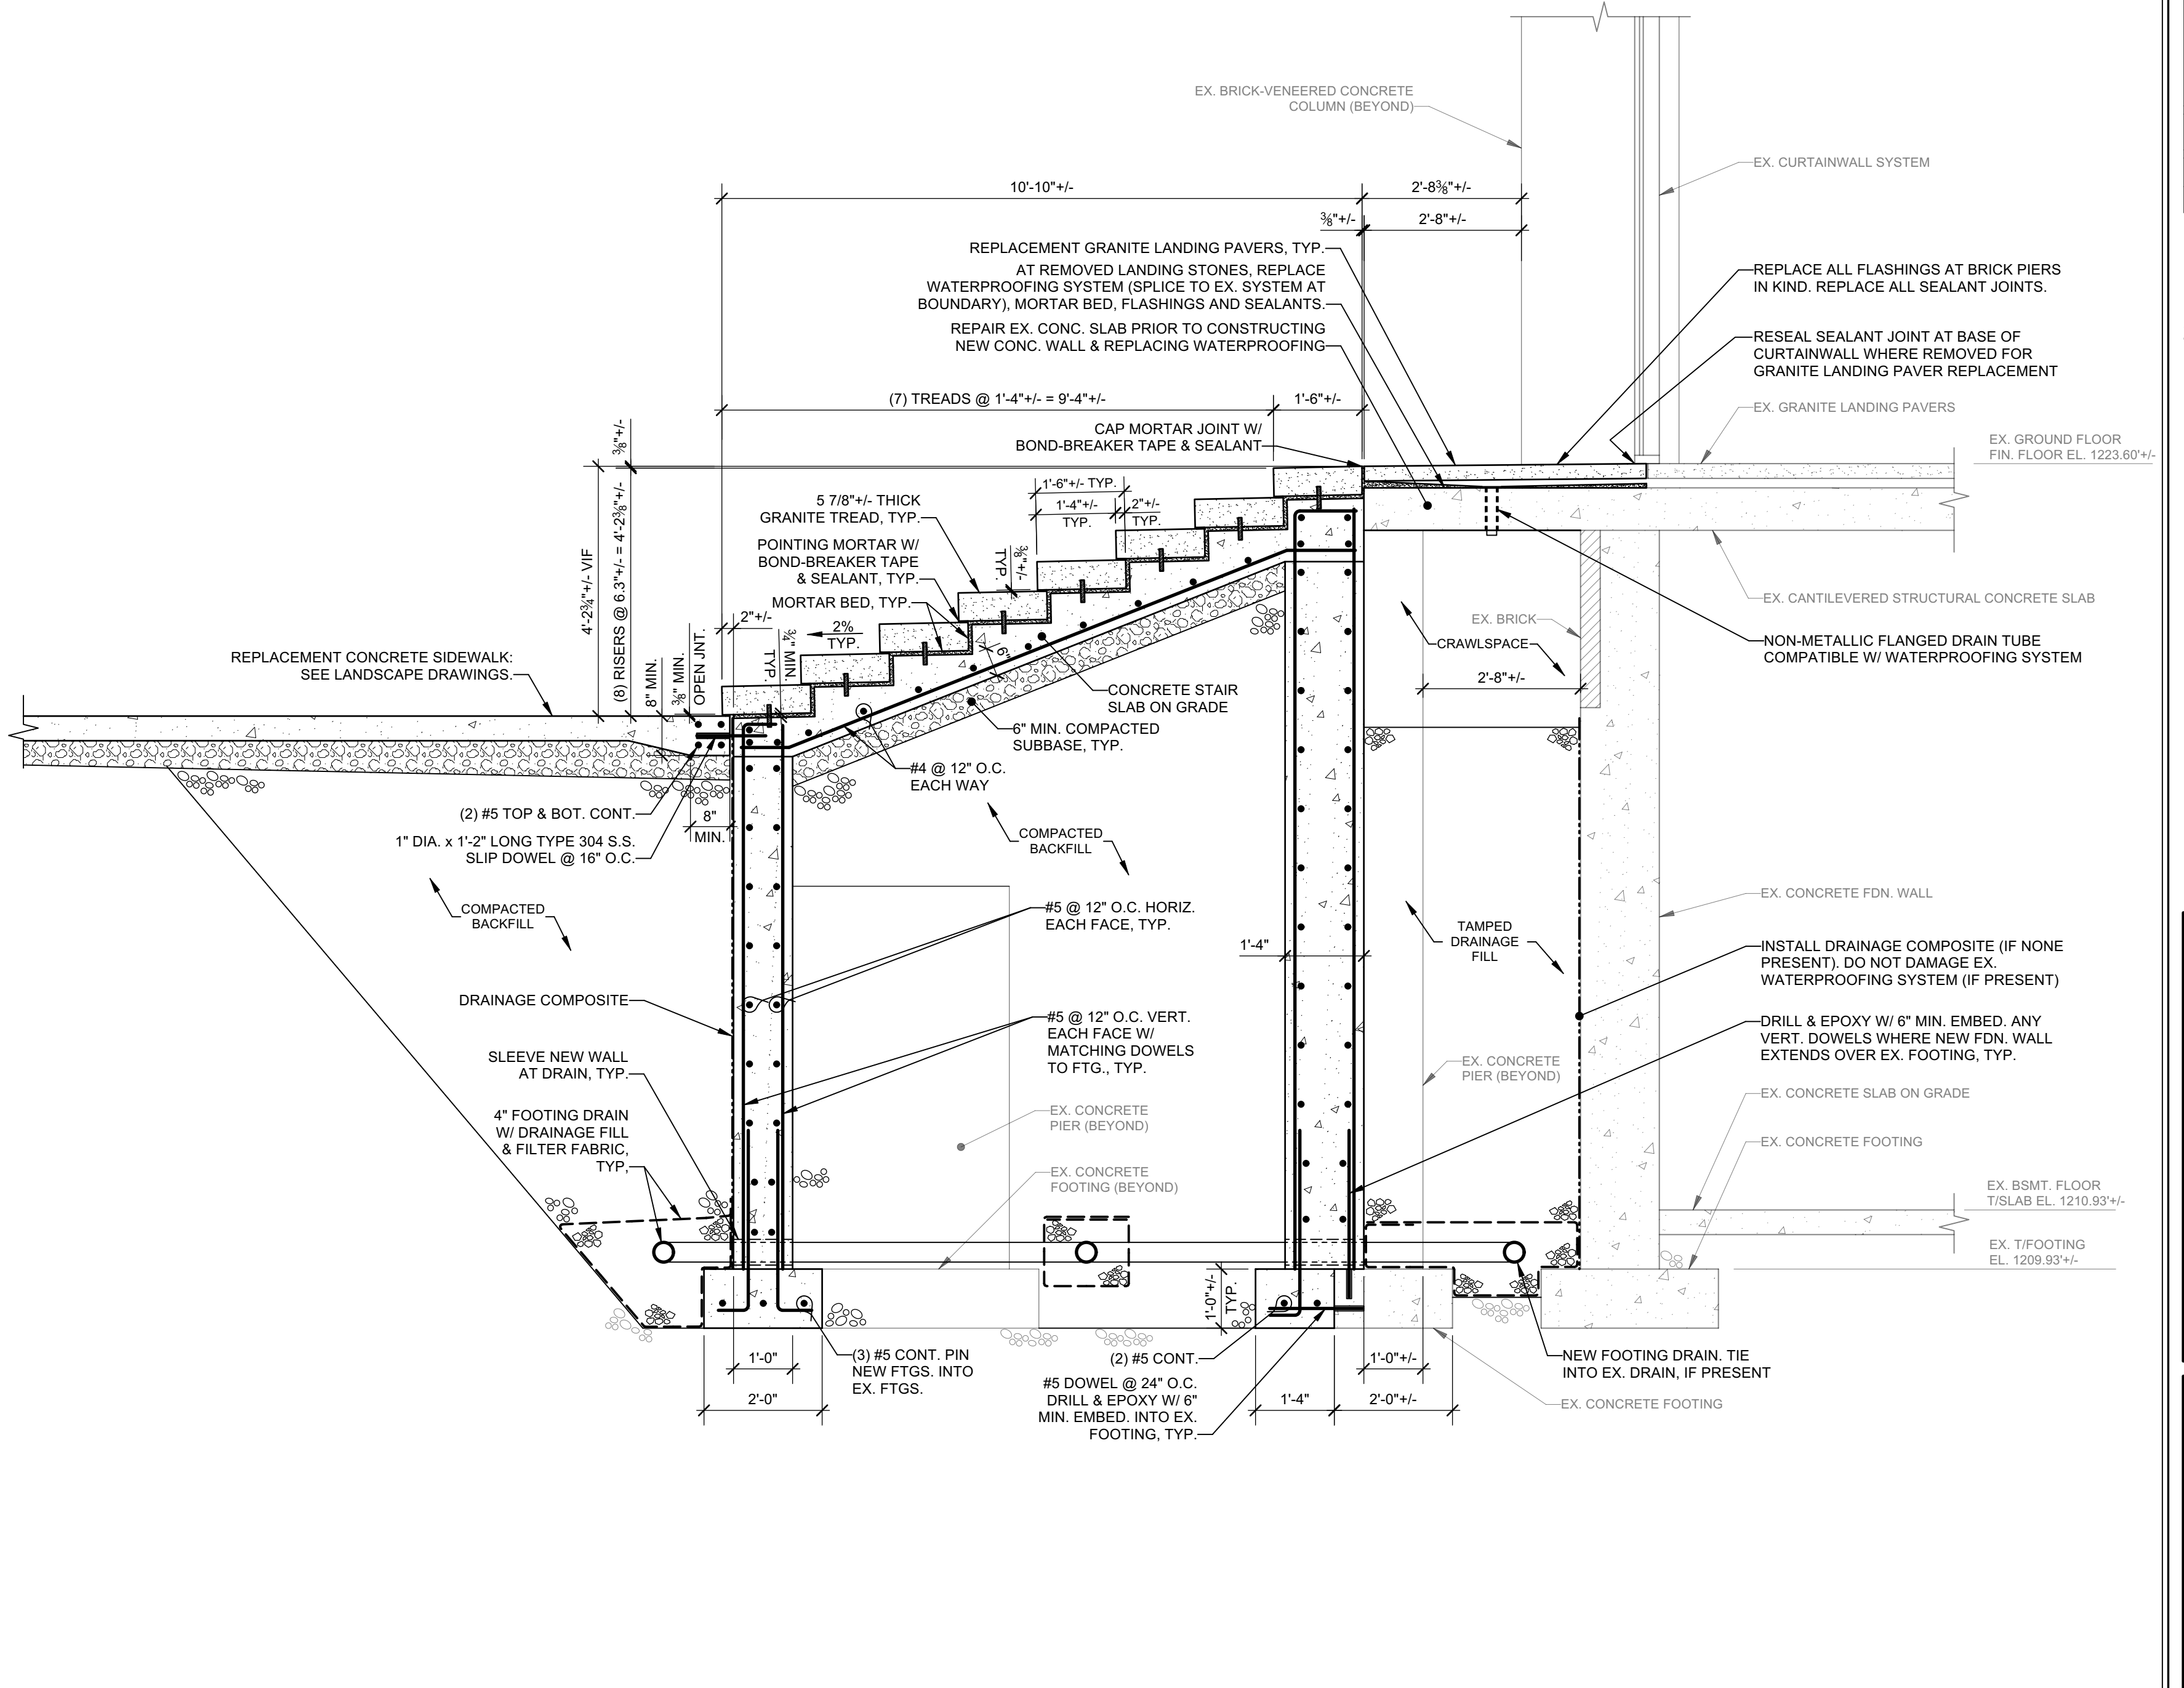 EX. BRICK-VENEERED CONCRETE
COLUMN (BEYOND)
EX. CURTAINWALL SYSTEM
10'-10"+/-
2'-8⅜"+/-
⅜"+/-
2'-8"+/-
REPLACEMENT GRANITE LANDING PAVERS, TYP.
AT REMOVED LANDING STONES, REPLACE
WATERPROOFING SYSTEM (SPLICE TO EX. SYSTEM AT
BOUNDARY), MORTAR BED, FLASHINGS AND SEALANTS.
REPAIR EX. CONC. SLAB PRIOR TO CONSTRUCTING
NEW CONC. WALL & REPLACING WATERPROOFING
REPLACE ALL FLASHINGS AT BRICK PIERS
IN KIND. REPLACE ALL SEALANT JOINTS.
RESEAL SEALANT JOINT AT BASE OF
CURTAINWALL WHERE REMOVED FOR
GRANITE LANDING PAVER REPLACEMENT
(7) TREADS @ 1'-4"+/- = 9'-4"+/-
1'-6"+/-
EX. GRANITE LANDING PAVERS
CAP MORTAR JOINT W/
BOND-BREAKER TAPE & SEALANT
EX. GROUND FLOOR
FIN. FLOOR EL. 1223.60'+/-
⅜"+/-
4'-2¾"+/- VIF
(8) RISERS @ 6.3"+/- = 4'-2⅜"+/-
1'-6"+/- TYP.
1'-4"+/-
TYP.
2"+/-
TYP.
5 7/8"+/- THICK
GRANITE TREAD, TYP.
POINTING MORTAR W/
BOND-BREAKER TAPE
& SEALANT, TYP.
⅜"+/-
TYP.
MORTAR BED, TYP.
2"+/-
2%
TYP.
¾" MIN.
TYP.
6"
EX. CANTILEVERED STRUCTURAL CONCRETE SLAB
EX. BRICK
CRAWLSPACE
NON-METALLIC FLANGED DRAIN TUBE
COMPATIBLE W/ WATERPROOFING SYSTEM
2'-8"+/-
REPLACEMENT CONCRETE SIDEWALK:
SEE LANDSCAPE DRAWINGS.
8" MIN.
⅜" MIN.
OPEN JNT.
CONCRETE STAIR
SLAB ON GRADE
6" MIN. COMPACTED
SUBBASE, TYP.
#4 @ 12" O.C.
EACH WAY
(2) #5 TOP & BOT. CONT.
8"
MIN.
1" DIA. x 1'-2" LONG TYPE 304 S.S.
SLIP DOWEL @ 16" O.C.
COMPACTED
BACKFILL
COMPACTED
BACKFILL
EX. CONCRETE FDN. WALL
#5 @ 12" O.C. HORIZ.
EACH FACE, TYP.
1'-4"
TAMPED
DRAINAGE
FILL
INSTALL DRAINAGE COMPOSITE (IF NONE
PRESENT). DO NOT DAMAGE EX.
WATERPROOFING SYSTEM (IF PRESENT)
DRAINAGE COMPOSITE
#5 @ 12" O.C. VERT.
EACH FACE W/
MATCHING DOWELS
TO FTG., TYP.
DRILL & EPOXY W/ 6" MIN. EMBED. ANY
VERT. DOWELS WHERE NEW FDN. WALL
EXTENDS OVER EX. FOOTING, TYP.
SLEEVE NEW WALL
AT DRAIN, TYP.
EX. CONCRETE
PIER (BEYOND)
EX. CONCRETE SLAB ON GRADE
4" FOOTING DRAIN
W/ DRAINAGE FILL
& FILTER FABRIC,
TYP,
EX. CONCRETE
PIER (BEYOND)
EX. CONCRETE FOOTING
EX. CONCRETE
FOOTING (BEYOND)
EX. BSMT. FLOOR
T/SLAB EL. 1210.93'+/-
EX. T/FOOTING
EL. 1209.93'+/-
1'-0"+/-
TYP.
1'-0"
2'-0"
(3) #5 CONT. PIN
NEW FTGS. INTO
EX. FTGS.
(2) #5 CONT.
#5 DOWEL @ 24" O.C.
DRILL & EPOXY W/ 6"
MIN. EMBED. INTO EX.
FOOTING, TYP.
1'-0"+/-
1'-4"
2'-0"+/-
NEW FOOTING DRAIN. TIE
INTO EX. DRAIN, IF PRESENT
EX. CONCRETE FOOTING